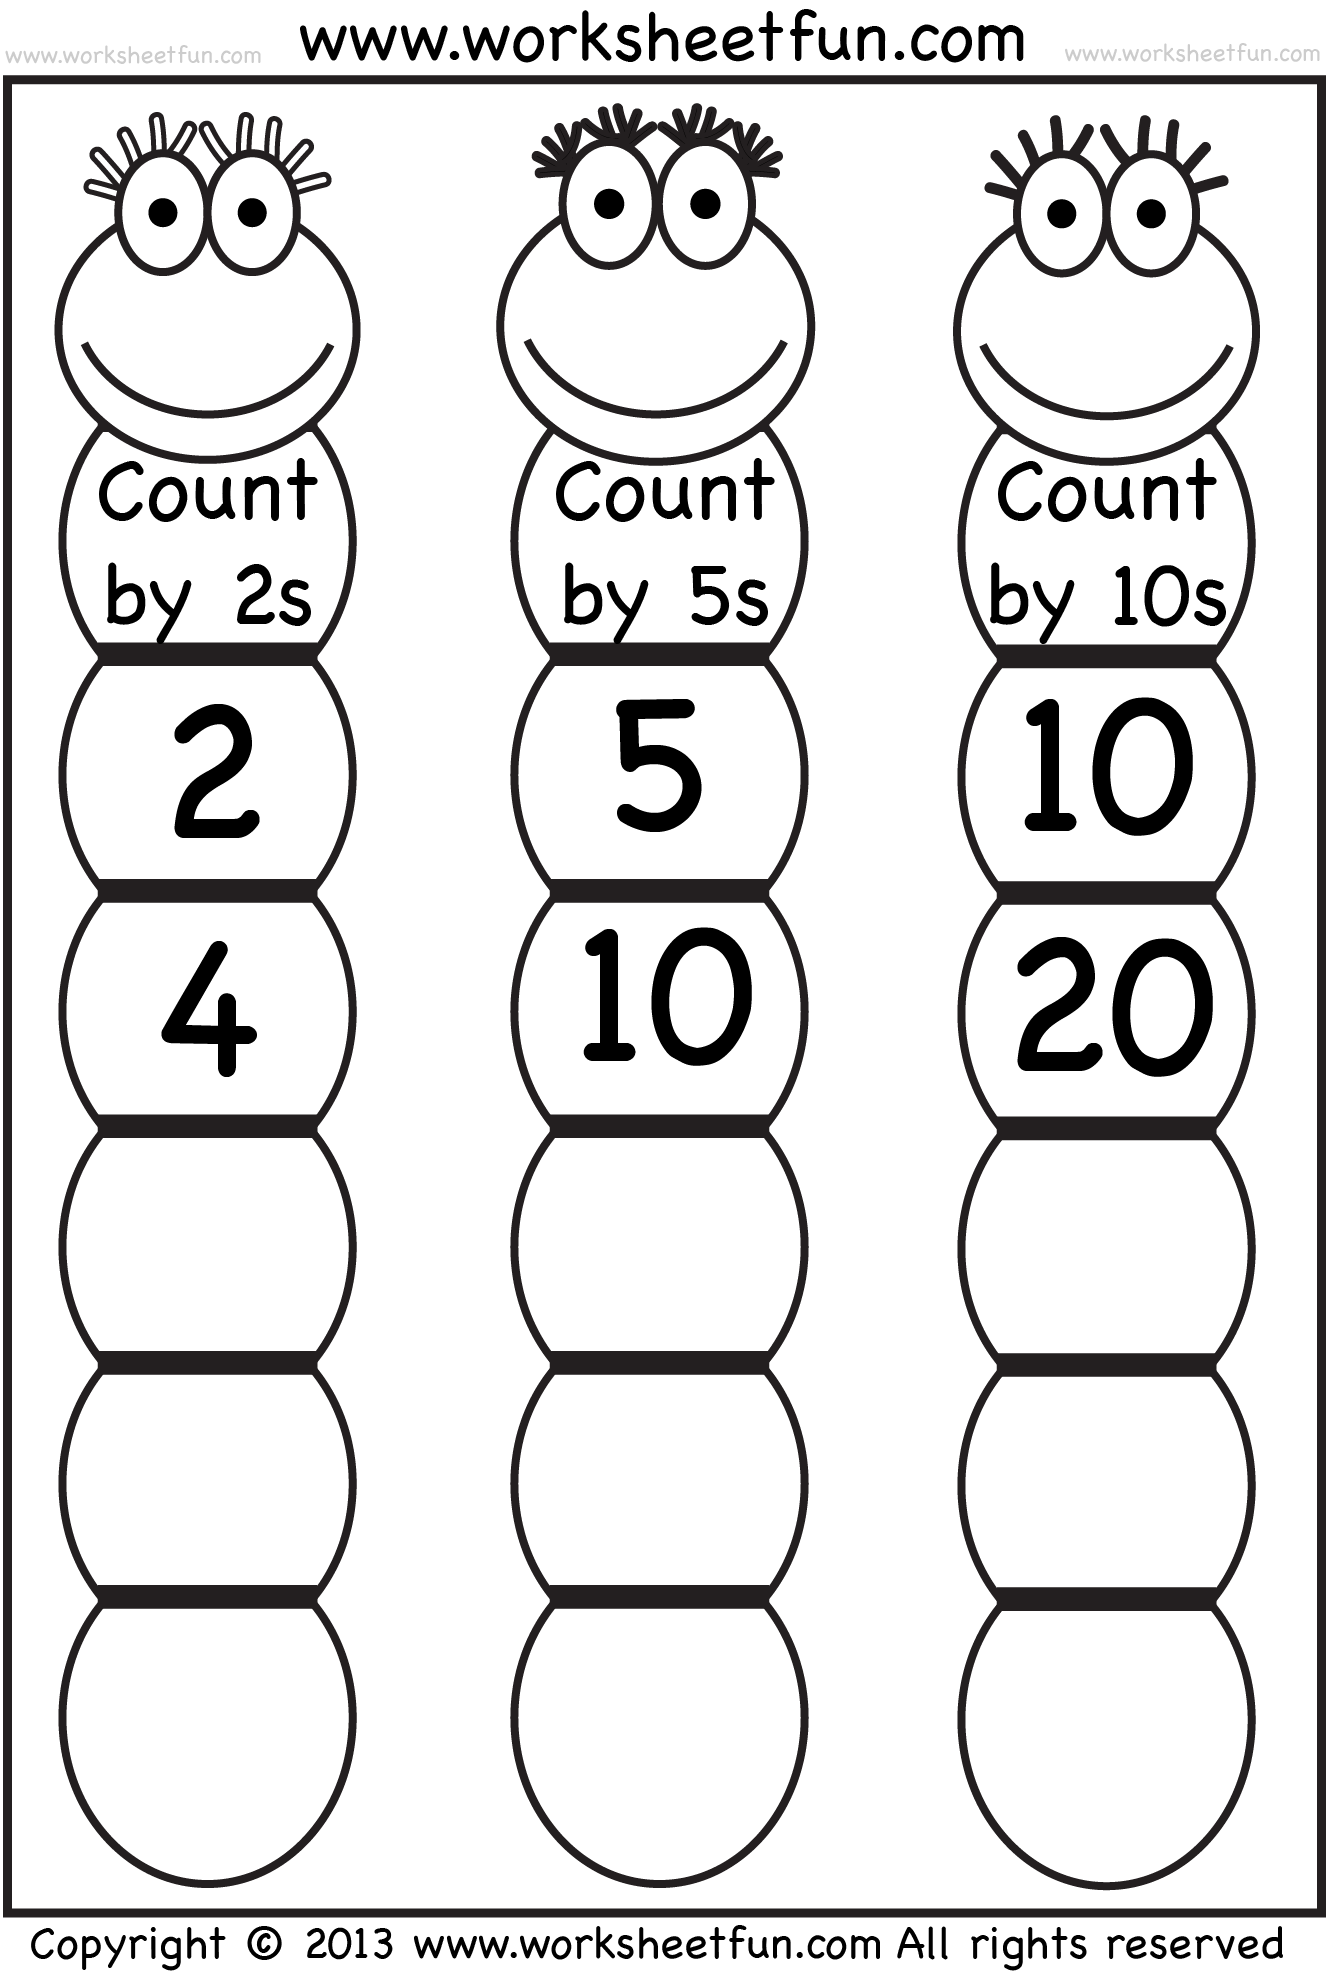 www.worksheetfun.com www.worksheetfun.com www.worksheetfun.com
Count
by 2s
2
4
Count
by 5s
5
10
Count
by 10s
10
20
Copyright © 2013 www.worksheetfun.com All rights reserved